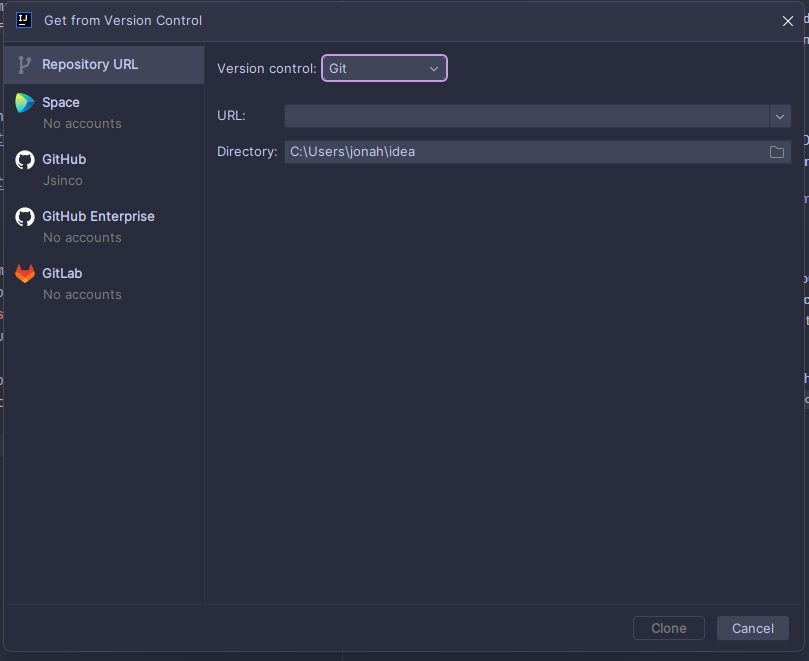 IJ
Get from Version Control
Repository URL
Space
No accounts
GitHub
Jsinco
GitHub Enterprise
No accounts
GitLab
No accounts
Version control: Git
URL:
Directory: C:\Users\jonah\idea
Clone Cancel